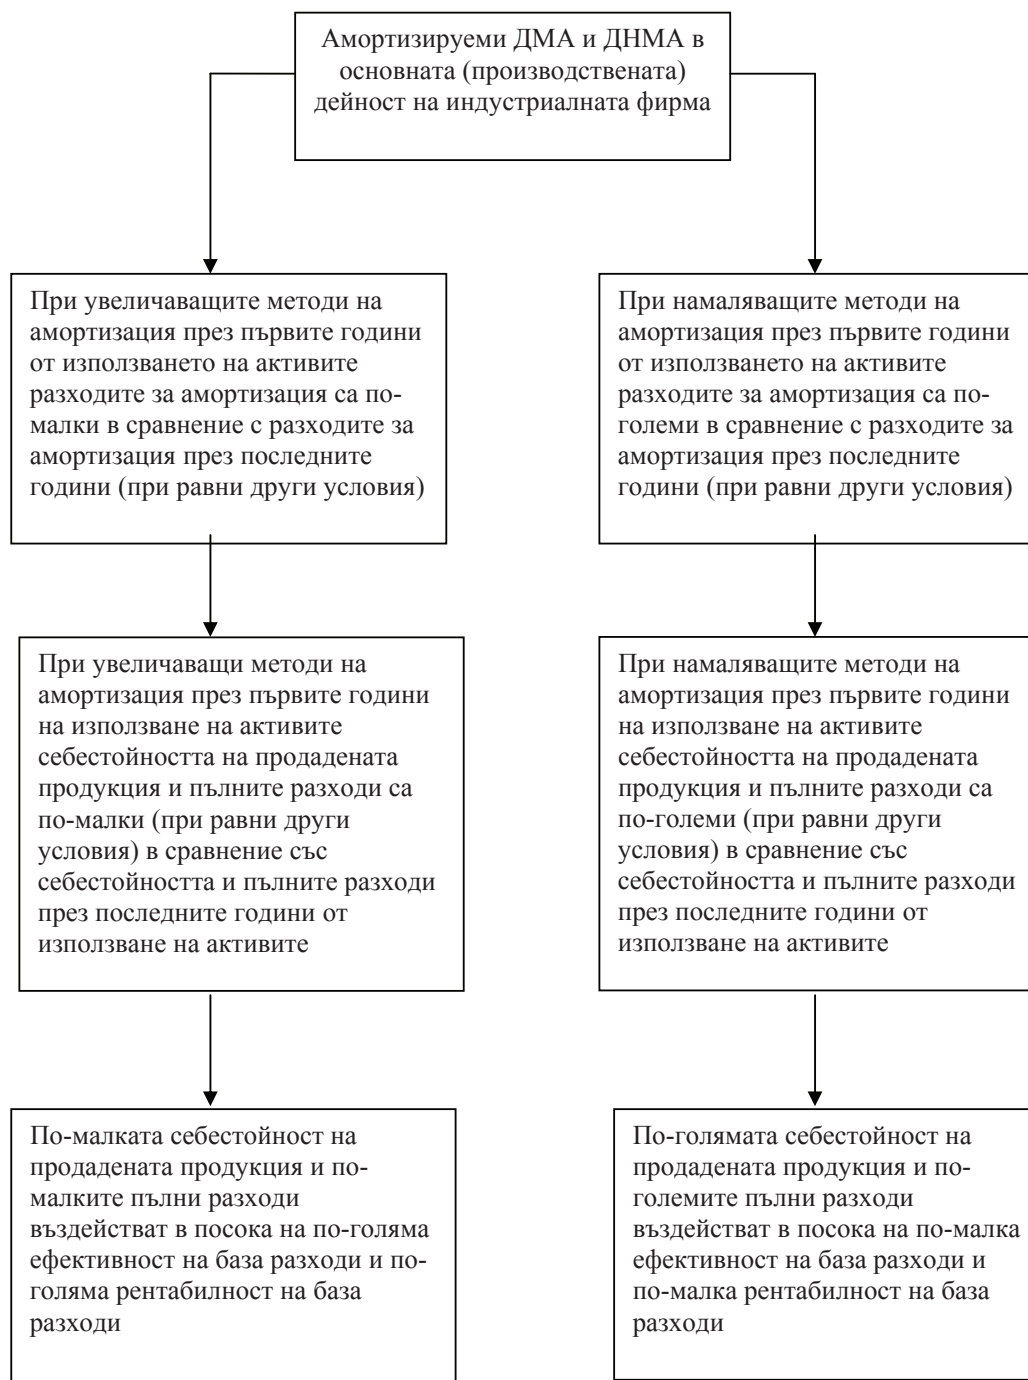 Амортизируеми ДМА и ДНМА в
основната (производствената)
дейност на индустриалната фирма
При увеличаващите методи на
амортизация през първите години
от използването на активите
разходите за амортизация са по-
малки в сравнение с разходите за
амортизация през последните
години (при равни други условия)
При намаляващите методи на
амортизация през първите години
от използването на активите
разходите за амортизация са по-
големи в сравнение с разходите за
амортизация през последните
години (при равни други условия)
При увеличаващи методи на
амортизация през първите години
на използване на активите
себестойността на продадената
продукция и пълните разходи са
по-малки (при равни други
условия) в сравнение със
себестойността и пълните разходи
през последните години от
използване на активите
При намаляващите методи на
амортизация през първите години
на използване на активите
себестойността на продадената
продукция и пълните разходи са
по-големи (при равни други
условия) в сравнение със
себестойността и пълните разходи
през последните години от
използване на активите
По-малката себестойност на
продадената продукция и по-
малките пълни разходи
въздействат в посока на по-голяма
ефективност на база разходи и по-
голяма рентабилност на база
разходи
По-голямата себестойност на
продадената продукция и по-
големите пълни разходи
въздействат в посока на по-малка
ефективност на база разходи и
по-малка рентабилност на база
разходи